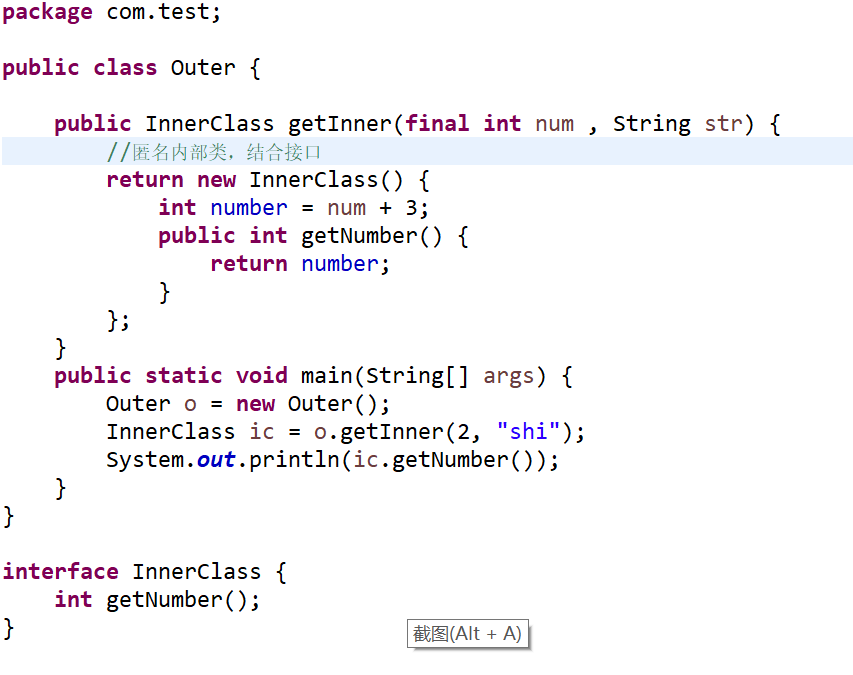 package com.test;
public class Outer {
public InnerClass getInner(final int num , String str) {
//匿名内部类，结合接口
return new InnerClass() {
int number = num + 3;
public int getNumber() {
return number;
}
};
}
public static void main(String[] args) {
Outer o = new Outer();
InnerClass ic = o.getInner(2, "shi");
System.out.println(ic.getNumber());
}
}
interface InnerClass {
int getNumber();
}
截图(Alt + A)